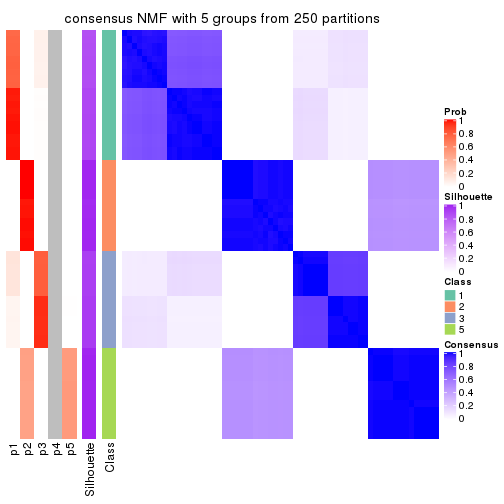 consensus NMF with 5 groups from 250 partitions
Prob
1
0.8
0.6
0.4
0.2
0
Silhouette
1
0.8
0.6
0.4
0.2
0
Class
1
2
3
5
Consensus
1
0.8
0.6
0.4
0.2
0
p1
p2
p3
p4
p5
Silhouette
Class